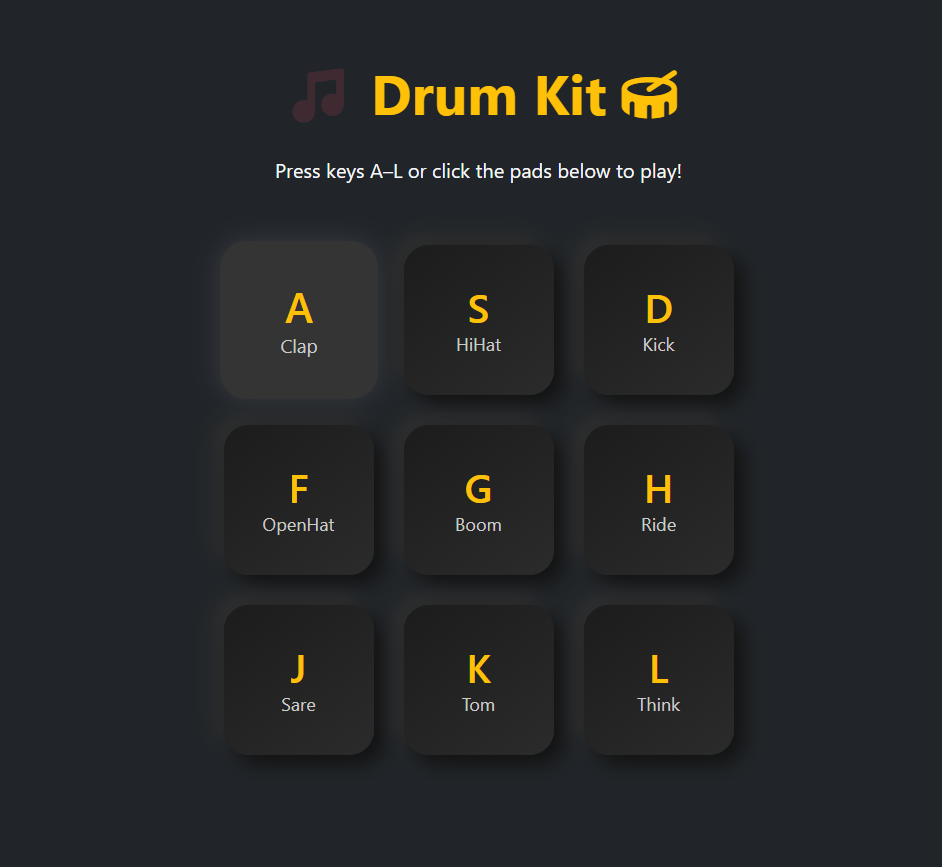 Drum Kit
Press keys A–L or click the pads below to play!
A
Clap
S
HiHat
D
Kick
F
OpenHat
G
Boom
H
Ride
J
Sare
K
Tom
L
Think